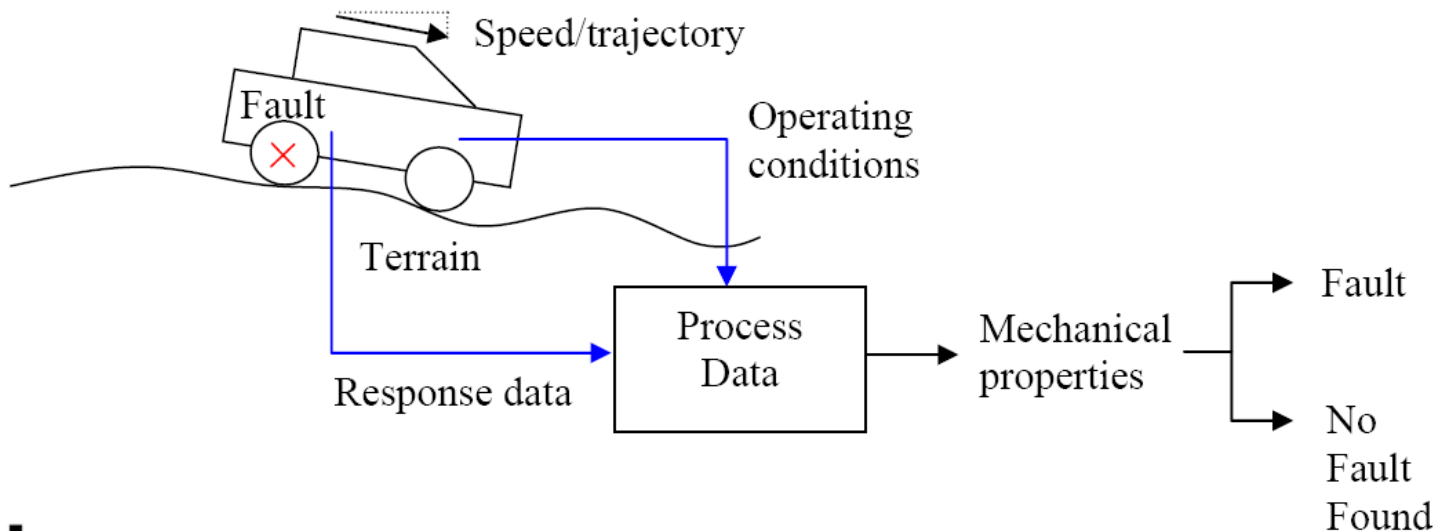 Speed/trajectory
Fault
Operating
conditions
Terrain
Response data
Process
Data
Mechanical
properties
Fault
No
Fault
Found